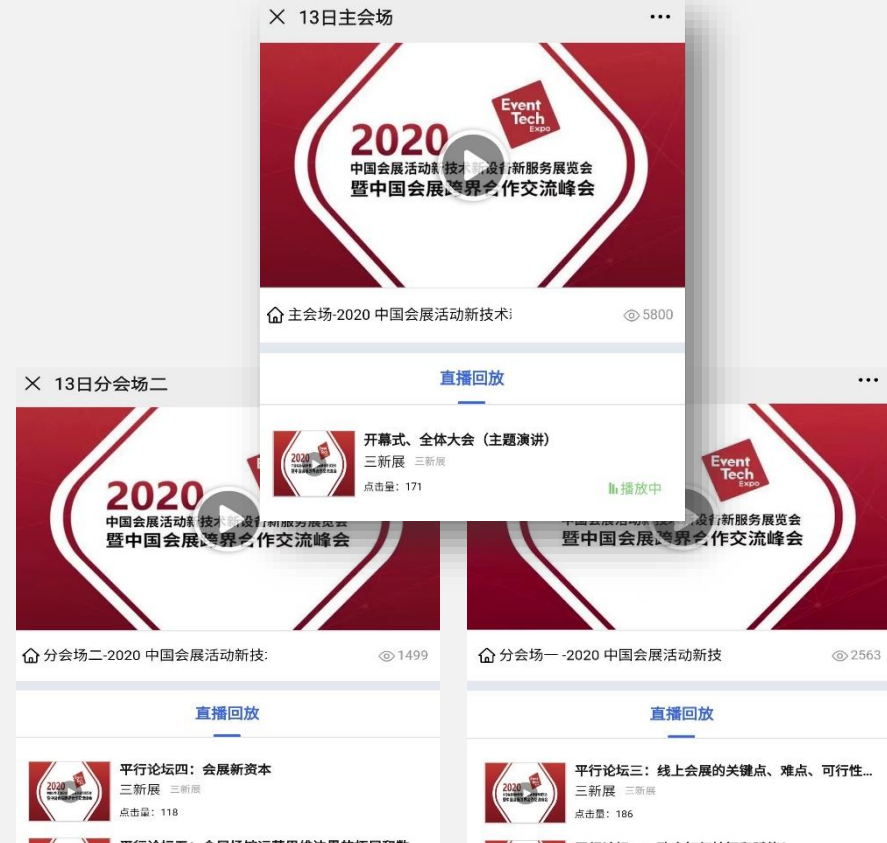 13日主会场
Event
Tech
Expo
2020
中国会展活动新技术新设备新服务展览会
暨中国会展跨界合作交流峰会
主会场-2020 中国会展活动新技术
5800
直播回放
开幕式、全体大会（主题演讲）
三新展 三新展
点击量：171
播放中
13日分会场二
2020
中国会展活动新技术新设备新服务展览会
暨中国会展跨界合作交流峰会
分会场二-2020 中国会展活动新技
1499
直播回放
平行论坛四：会展新资本
三新展 三新展
点击量：118
Event
Tech
Expo
新服务展览会
暨中国会展跨界合作交流峰会
分会场一 -2020 中国会展活动新技
2563
直播回放
平行论坛三：线上会展的关键点、难点、可行性...
三新展 三新展
点击量：186